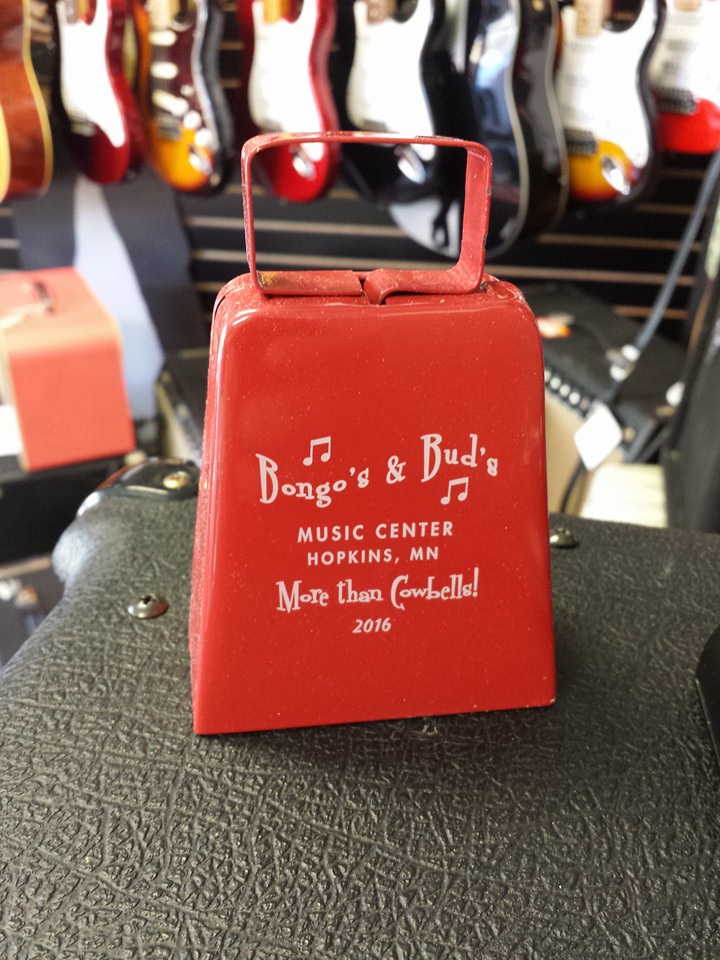 Bongo's & Bud's
MUSIC CENTER
HOPKINS, MN
More than Cowbells!
2016